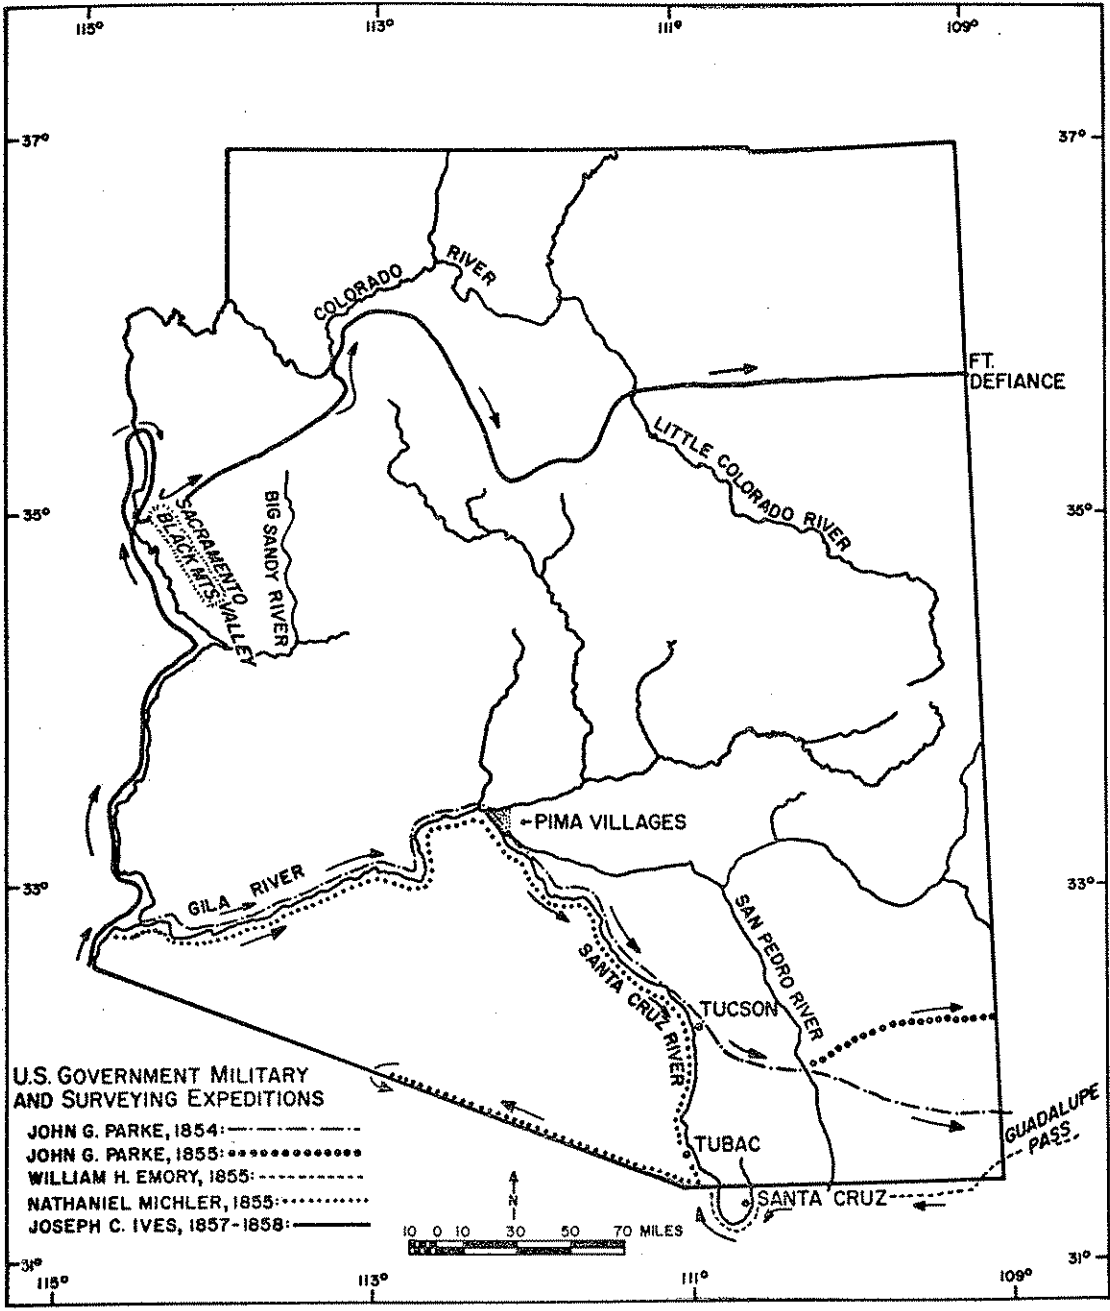 115° 113° 111° 109°
37° 37°
COLORADO RIVER
FT.
DEFIANCE
LITTLE COLORADO RIVER
35° 35°
SACRAMENTO VALLEY
BLACK MTS.
BIG SANDY RIVER
PIMA VILLAGES
33° 33°
GILA RIVER
SAN PEDRO RIVER
SANTA CRUZ RIVER
TUCSON
U.S. GOVERNMENT MILITARY
AND SURVEYING EXPEDITIONS
JOHN G. PARKE, 1854:
JOHN G. PARKE, 1855:
WILLIAM H. EMORY, 1855:
NATHANIEL MICHLER, 1855:
JOSEPH C. IVES, 1857-1858:
GUADALUPE
PASS
TUBAC
SANTA CRUZ
N
10 0 10 30 50 70 MILES
31° 31°
115° 113° 111° 109°